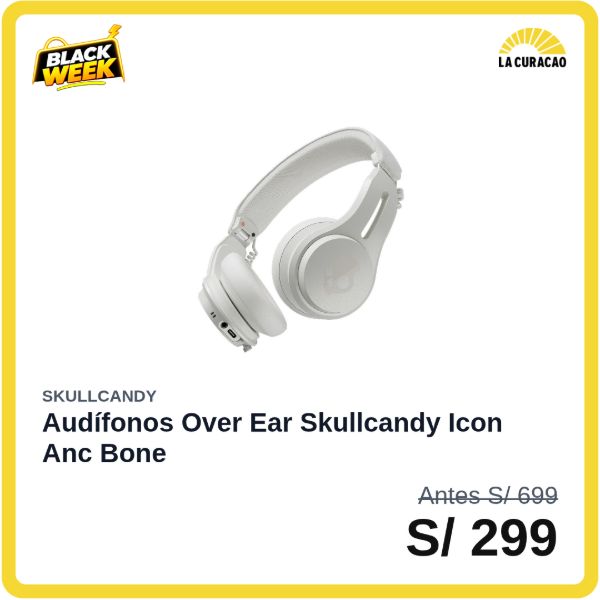 BLACK
WEEK
LA CURACAO
SKULLCANDY
Audífonos Over Ear Skullcandy Icon
Anc Bone
Antes S/ 699
S/ 299